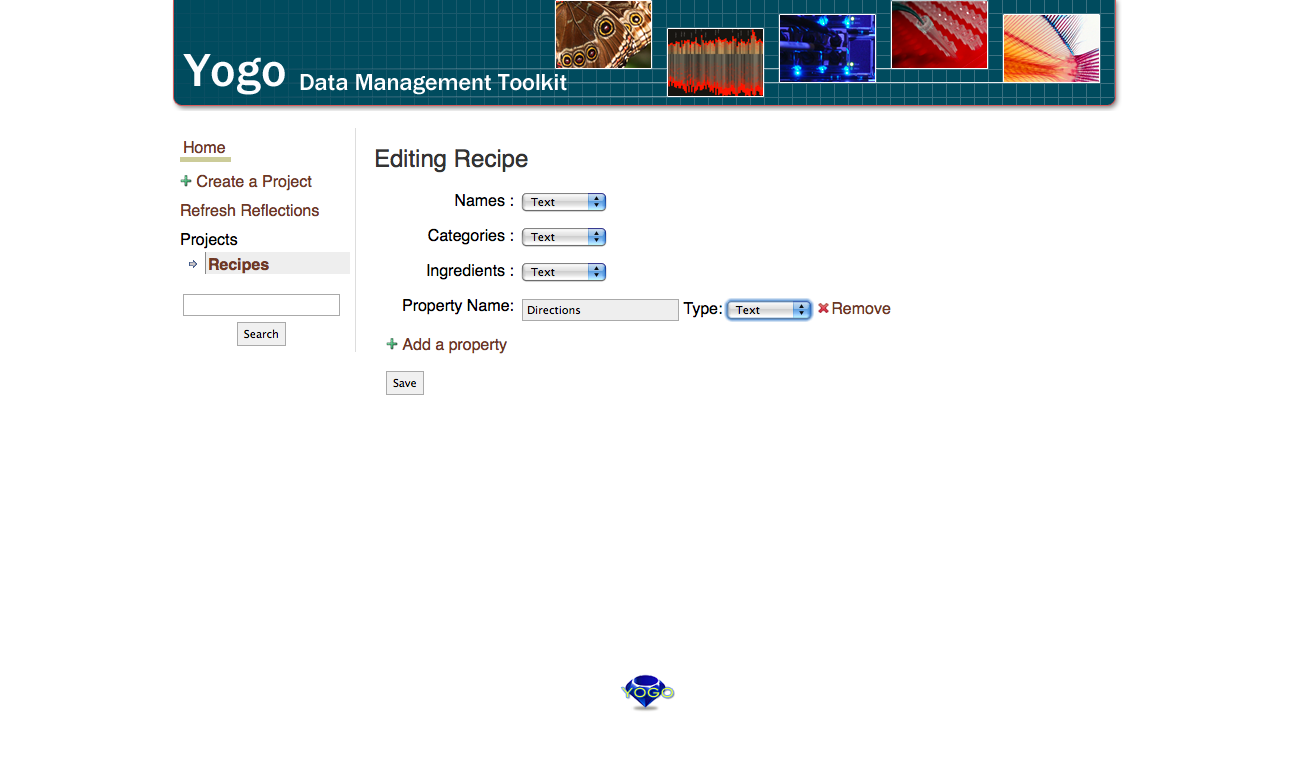 Yogo Data Management Toolkit
Home
Create a Project
Refresh Reflections
Projects
Recipes
Search
Editing Recipe
Names : Text
Categories : Text
Ingredients : Text
Property Name: Directions Type: Text Remove
Add a property
Save
YOGO